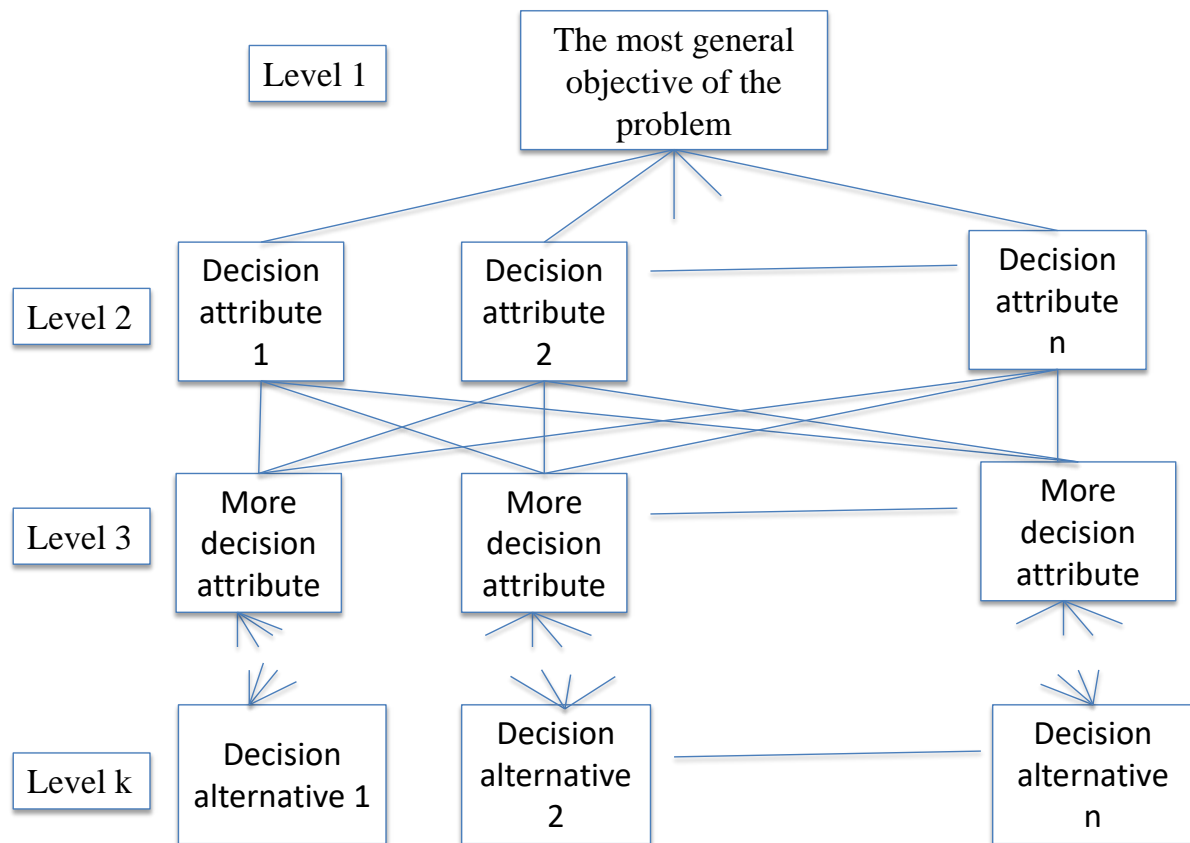 Level 1
The most general
objective of the
problem
Level 2
Decision
attribute
1
Decision
attribute
2
Decision
attribute
n
Level 3
More
decision
attribute
More
decision
attribute
More
decision
attribute
Level k
Decision
alternative 1
Decision
alternative
2
Decision
alternative
n